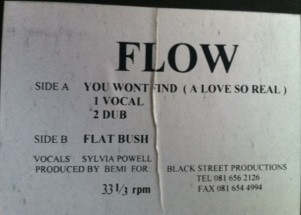 FLOW
SIDE A YOU WONT FIND ( A LOVE SO REAL )
1 VOCAL
2 DUB
SIDE B FLAT BUSH
VOCALS SYLVIA POWELL
PRODUCED BY BEMI FOR: BLACK STREET PRODUCTIONS
TEL 081 656 2126
FAX 081 654 4994
33 1/3 rpm